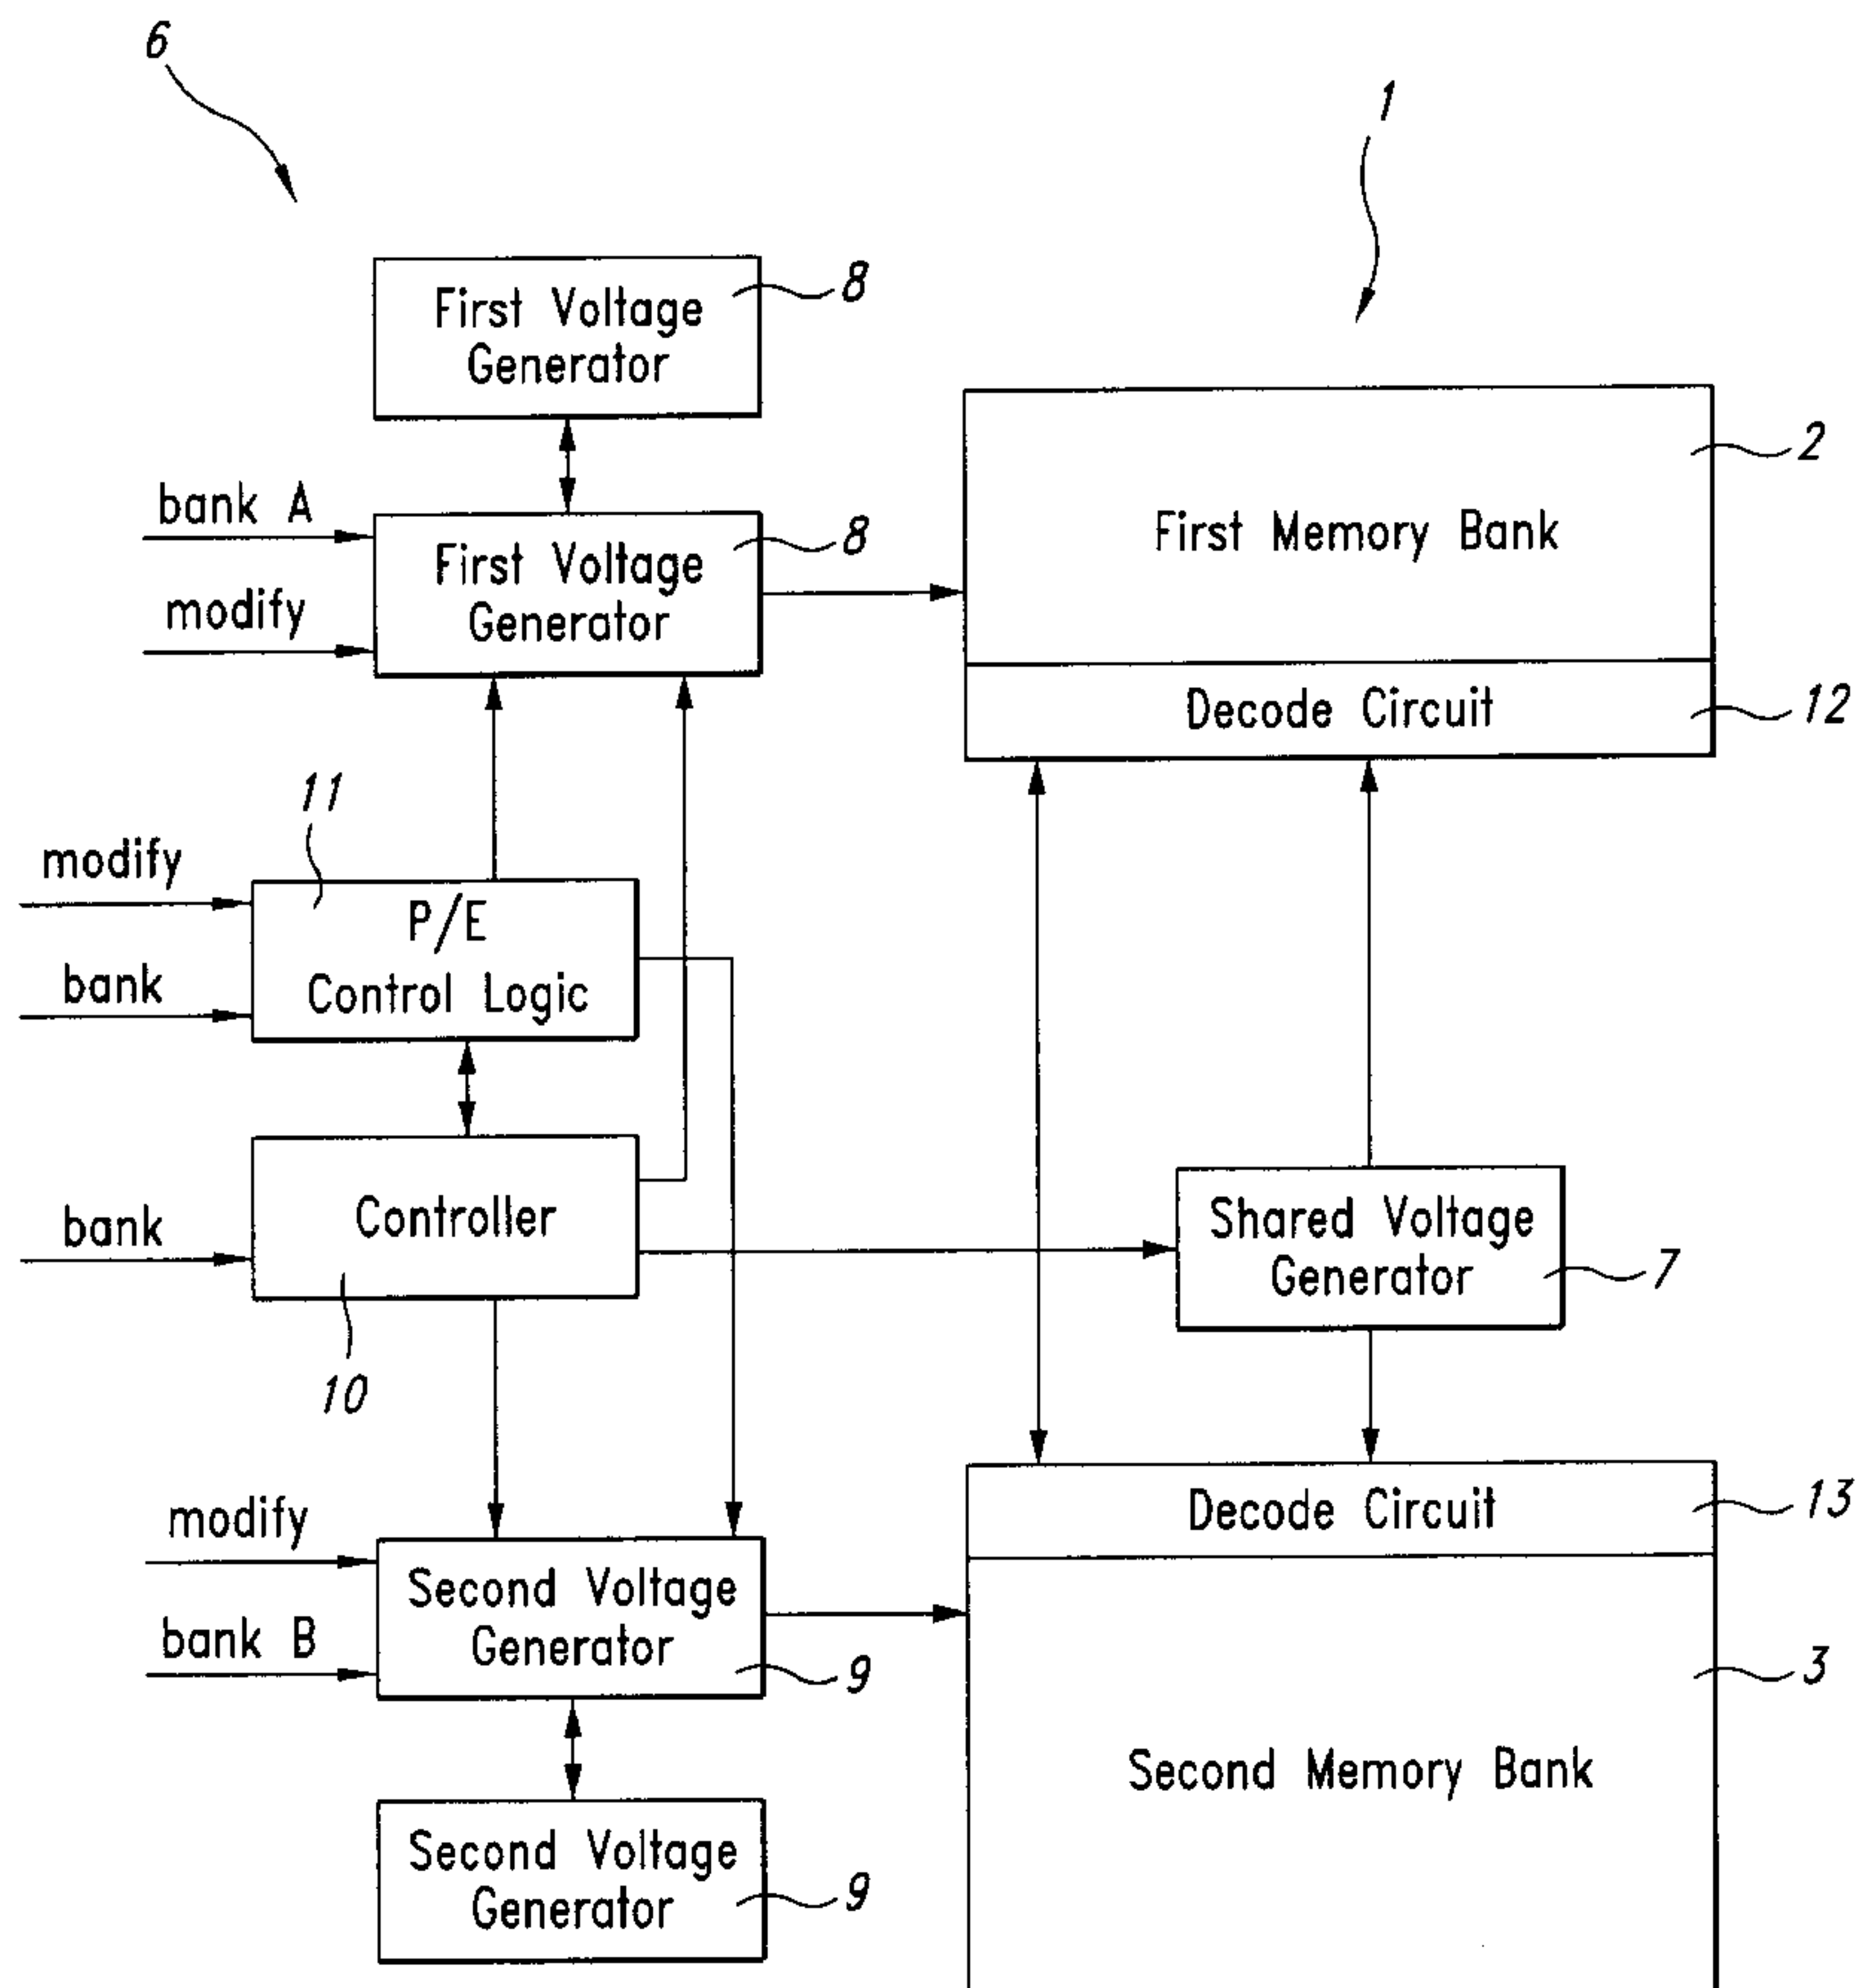 6
1
First Voltage
Generator
8
bank A
modify
First Voltage
Generator
8
First Memory Bank
2
Decode Circuit
12
11
modify
bank
P/E
Control Logic
bank
Controller
10
Shared Voltage
Generator
7
Decode Circuit
13
modify
bank B
Second Voltage
Generator
9
Second Memory Bank
3
Second Voltage
Generator
9